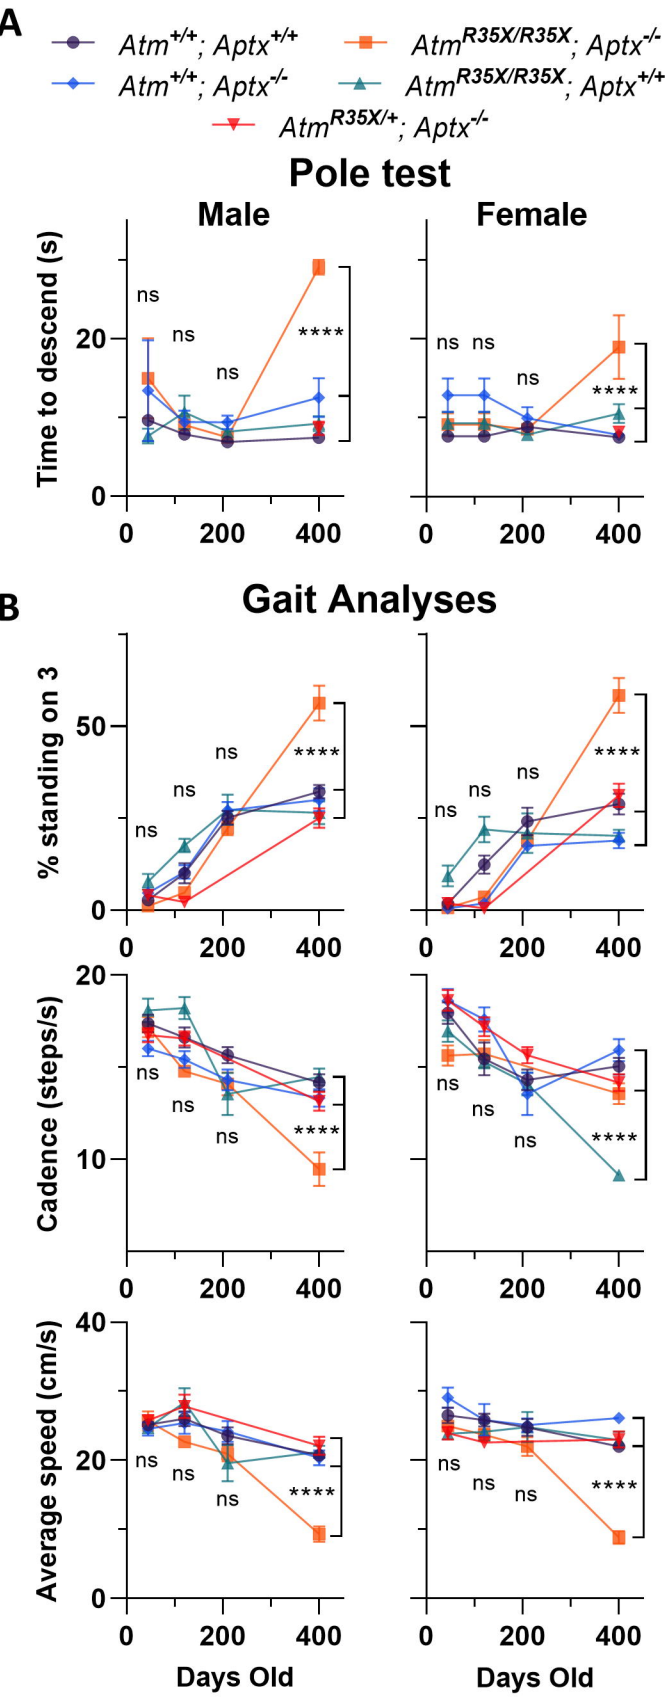 A
Atm+/+; Aptx+/+
AtmR35X/R35X; Aptx-/-
Atm+/+; Aptx-/-
AtmR35X/R35X; Aptx+/+
AtmR35X/+; Aptx-/-
Pole test
Male
Female
Time to descend (s)
20
0
ns
ns
ns
****
0 200 400
ns ns
ns
****
0 200 400
B
Gait Analyses
% standing on 3
50
0
ns
ns
ns
****
0 200 400
ns
ns
ns
****
0 200 400
Cadence (steps/s)
20
10
ns
ns
ns
****
0 200 400
ns
ns
ns
****
0 200 400
Average speed (cm/s)
40
20
0
ns
ns
ns
****
0 200 400
Days Old
ns
ns
ns
****
0 200 400
Days Old